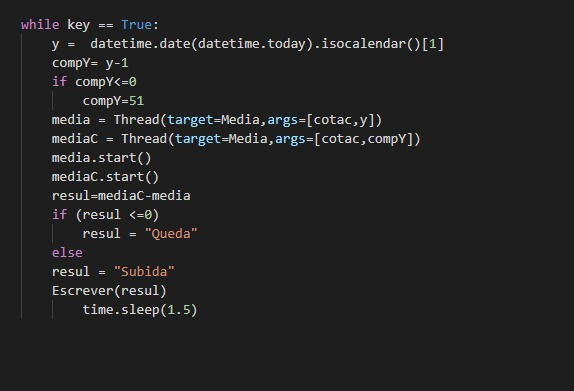 while key == True:
    y =  datetime.date(datetime.today).isocalendar()[1]
    compY= y-1
    if compY<=0
        compY=51
    media = Thread(target=Media,args=[cotac,y])
    mediaC = Thread(target=Media,args=[cotac,compY])
    media.start()
    mediaC.start()
    resul=mediaC-media
    if (resul <=0)
        resul = "Queda"
    else
    resul = "Subida"
    Escrever(resul)
        time.sleep(1.5)